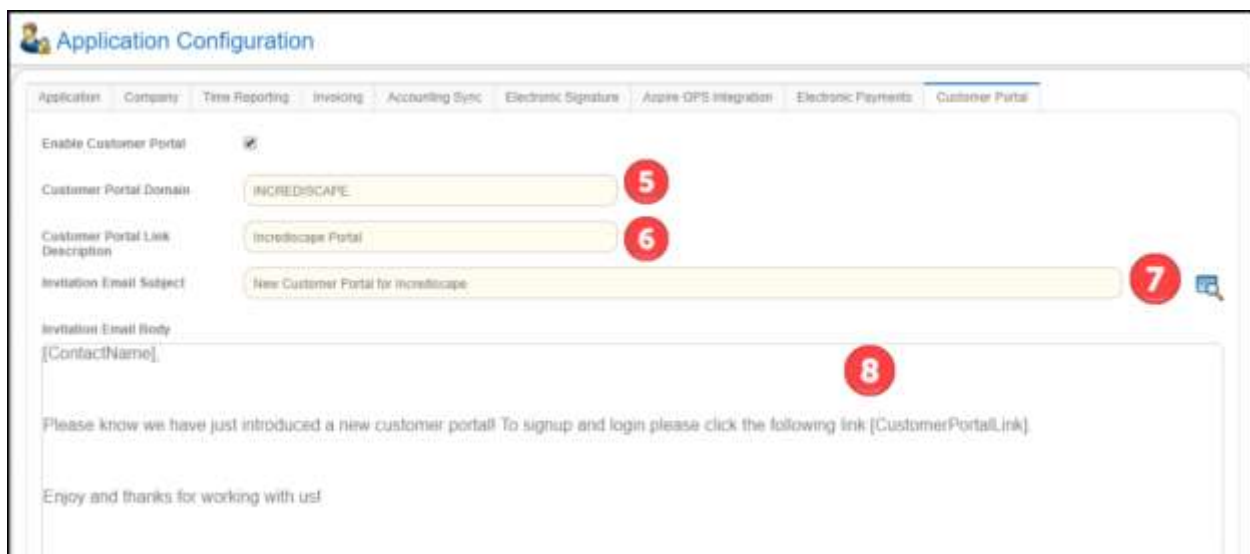 Application Configuration
Application Company Time Reporting Invoicing Accounting Sync Electronic Signature Aspire GPS Integration Electronic Payments Customer Portal
Enable Customer Portal
Customer Portal Domain INCREDISCAPE 5
Customer Portal Link
Description
Incrediscape Portal 6
Invitation Email Subject New Customer Portal for Incrediscape 7
Invitation Email Body
[ContactName], 8
Please know we have just introduced a new customer portal! To signup and login please click the following link [CustomerPortalLink].
Enjoy and thanks for working with us!